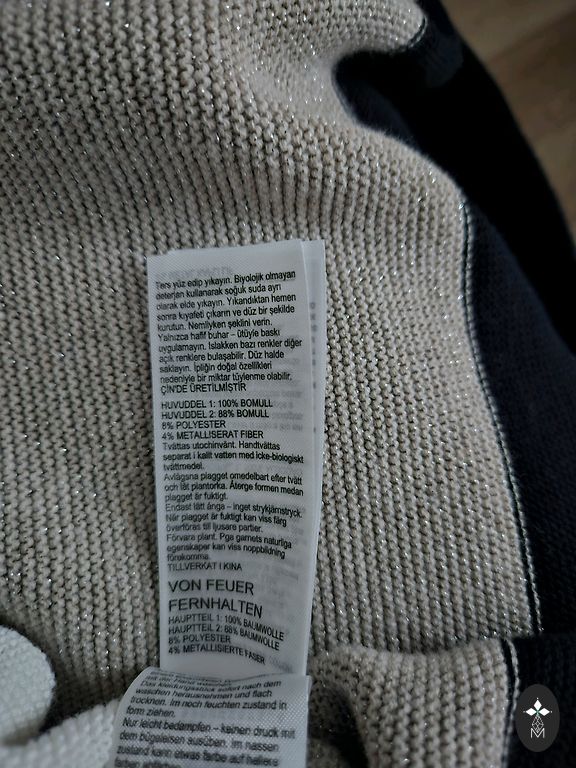 Ters yüz edip yıkayın. Biyolojik olmayan
deterjan kullanarak soğuk suda ayrı
olarak elde yıkayın. Yıkandıktan hemen
sonra kıyafeti çıkarın ve düz bir şekilde
kurutun. Nemliyken şeklini verin.
Yalnızca hafif buhar – ütüyle baskı
uygulamayın. Islakken bazı renkler diğer
açık renklere bulaşabilir. Düz halde
saklayın. İpliğin doğal özellikleri
nedeniyle bir miktar tüylenme olabilir.
ÇİN'DE ÜRETİLMİŞTİR
HUVUDDEL 1: 100% BOMULL
HUVUDDEL 2: 88% BOMULL
8% POLYESTER
4% METALLISERAT FIBER
Tvättas utochinvänt. Handtvättas
separat i kallt vatten med icke-biologiskt
tvättmedel.
Avlägsna plagget omedelbart efter tvätt
och låt plantorka. Återge formen medan
plagget är fuktigt.
Endast lätt ånga – inget strykjärnstryck.
När plagget är fuktigt kan viss färg
överföras till ljusare partier.
Förvara plant. Pga garnets naturliga
egenskaper kan viss noppbildning
förekomma.
TILLVERKAT I KINA
VON FEUER
FERNHALTEN
HAUPTTEIL 1: 100% BAUMWOLLE
HAUPTTEIL 2: 88% BAUMWOLLE
8% POLYESTER
4% METALLISIERTE FASER
Das Kleidungsstück sofort nach dem
waschen herausnehmen und flach
trocknen. Im noch feuchten zustand in
form ziehen.
Nur leicht bedampfen – keinen druck mit
dem bügeleisen ausüben. Im nassen
zustand kann etwas farbe auf hellere